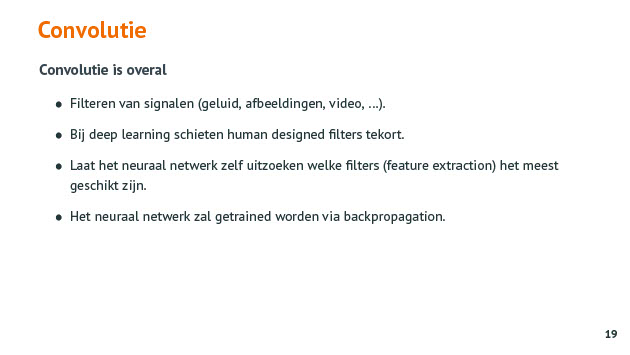 Convolutie
Convolutie is overal
● Filteren van signalen (geluid, afbeeldingen, video, ...).
● Bij deep learning schieten human designed filters tekort.
● Laat het neuraal netwerk zelf uitzoeken welke filters (feature extraction) het meest
geschikt zijn.
● Het neuraal netwerk zal getrained worden via backpropagation.
19